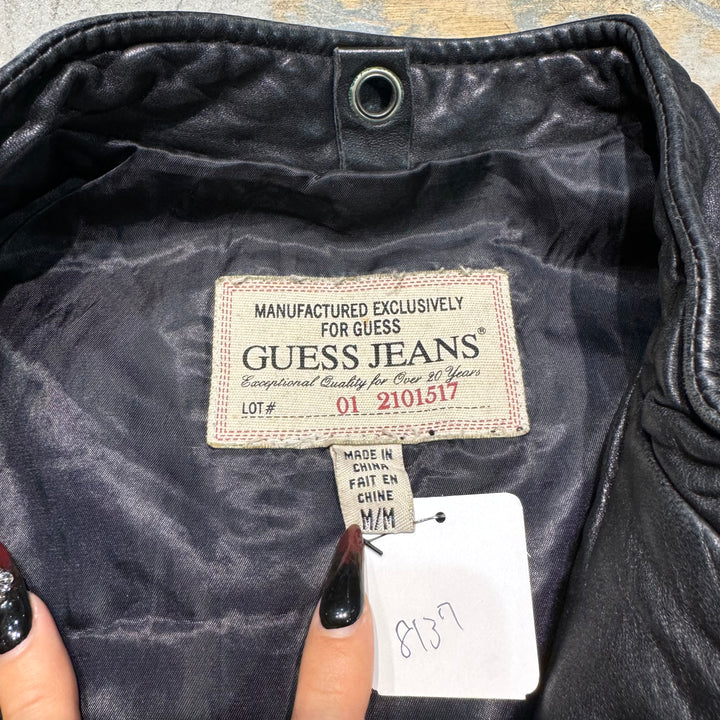 MANUFACTURED EXCLUSIVELY
FOR GUESS
GUESS JEANS®
Exceptional Quality for Over 20 Years
LOT# 01 2101517
MADE IN
CHINA
FAIT EN
CHINE
M/M
8137